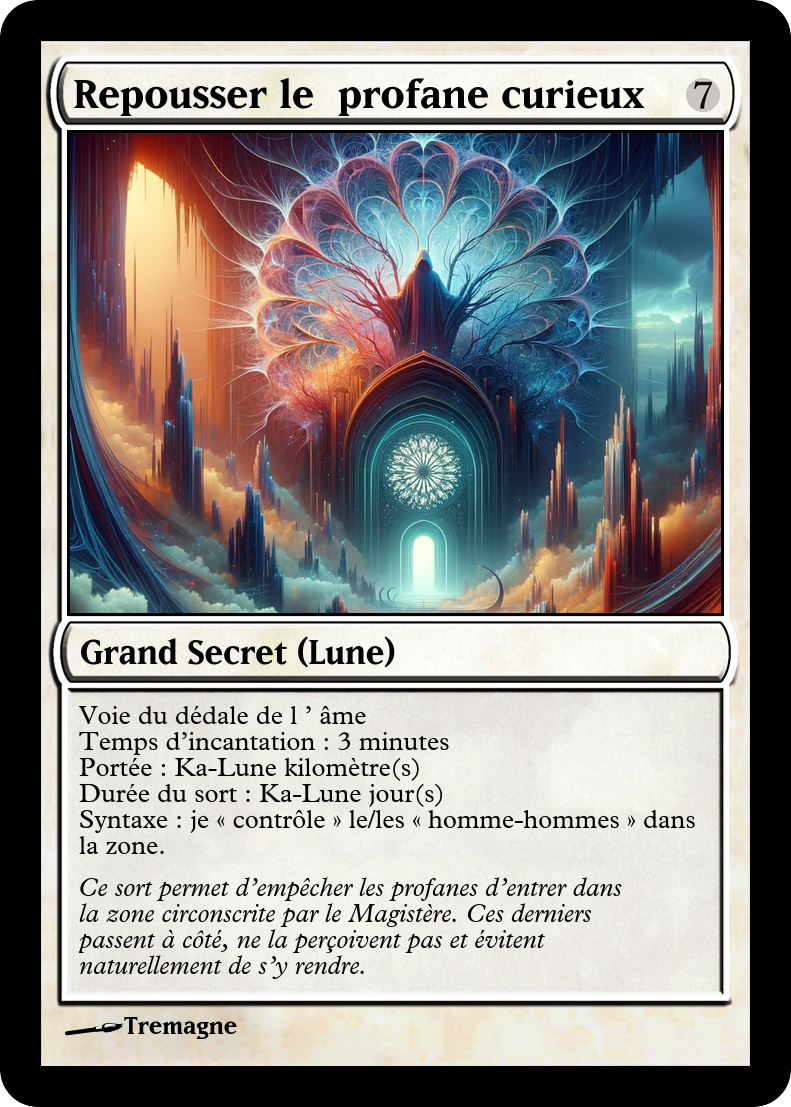 Repousser le  profane curieux 7
Grand Secret (Lune)
Voie du dédale de l ’ âme
Temps d’incantation : 3 minutes
Portée : Ka-Lune kilomètre(s)
Durée du sort : Ka-Lune jour(s)
Syntaxe : je « contrôle » le/les « homme-hommes » dans
la zone.
Ce sort permet d’empêcher les profanes d’entrer dans
la zone circonscrite par le Magistère. Ces derniers
passent à côté, ne la perçoivent pas et évitent
naturellement de s’y rendre.
Tremagne